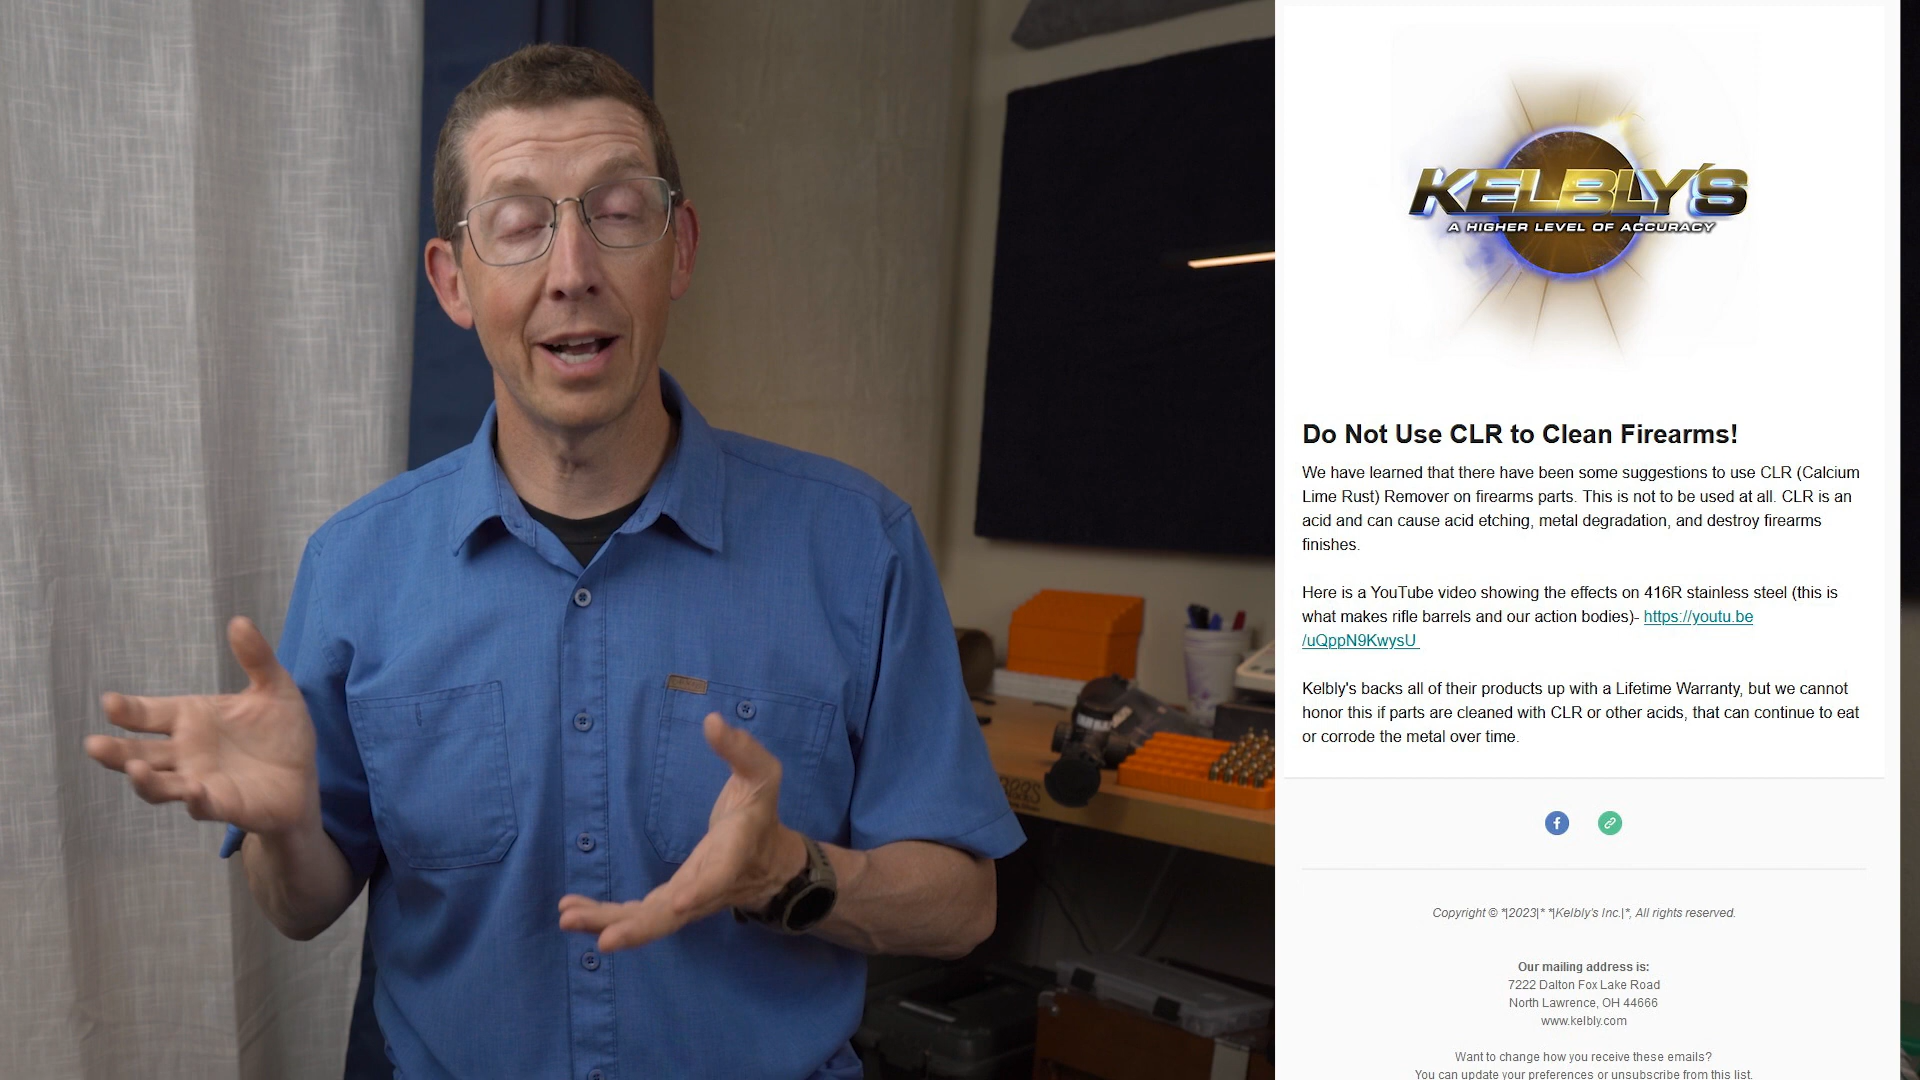 KELBLY'S
A HIGHER LEVEL OF ACCURACY
Do Not Use CLR to Clean Firearms!
We have learned that there have been some suggestions to use CLR (Calcium
Lime Rust) Remover on firearms parts. This is not to be used at all. CLR is an
acid and can cause acid etching, metal degradation, and destroy firearms
finishes.
Here is a YouTube video showing the effects on 416R stainless steel (this is
what makes rifle barrels and our action bodies)- https://youtu.be
/uQppN9KwysU
Kelbly's backs all of their products up with a Lifetime Warranty, but we cannot
honor this if parts are cleaned with CLR or other acids, that can continue to eat
or corrode the metal over time.
Copyright © *|2023|* *|Kelbly's Inc.|*, All rights reserved.
Our mailing address is:
7222 Dalton Fox Lake Road
North Lawrence, OH 44666
www.kelbly.com
Want to change how you receive these emails?
You can update your preferences or unsubscribe from this list.